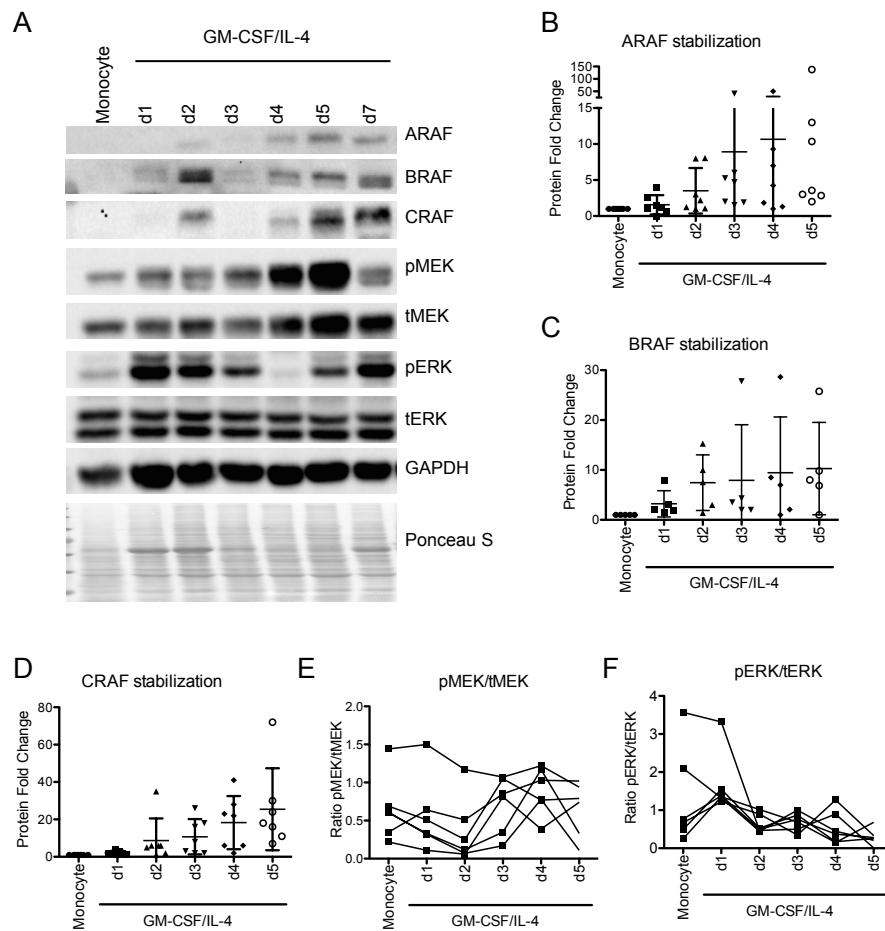 A
GM-CSF/IL-4
Monocyte
d1
d2
d3
d4
d5
d7
ARAF
BRAF
CRAF
pMEK
tMEK
pERK
tERK
GAPDH
Ponceau S
B
ARAF stabilization
Protein Fold Change
150
100
50
15
10
5
0
Monocyte
d1
d2
d3
d4
d5
GM-CSF/IL-4
C
BRAF stabilization
Protein Fold Change
30
20
10
0
Monocyte
d1
d2
d3
d4
d5
GM-CSF/IL-4
D
CRAF stabilization
Protein Fold Change
80
60
40
20
0
Monocyte
d1
d2
d3
d4
d5
GM-CSF/IL-4
E
pMEK/tMEK
Ratio pMEK/tMEK
2.0
1.5
1.0
0.5
0.0
Monocyte
d1
d2
d3
d4
d5
GM-CSF/IL-4
F
pERK/tERK
Ratio pERK/tERK
4
3
2
1
0
Monocyte
d1
d2
d3
d4
d5
GM-CSF/IL-4